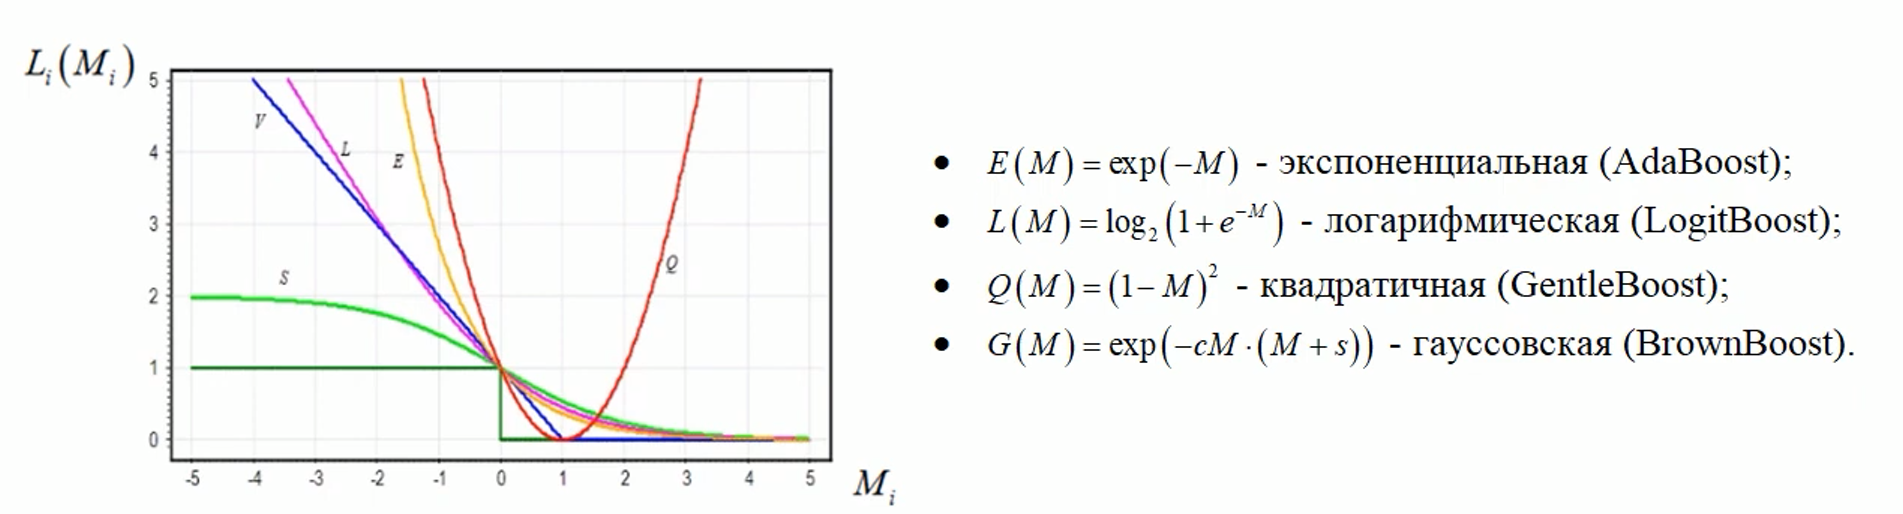 L_i(M_i)
5
4
3
2
1
0
V
L
E
S
Q
-5 -4 -3 -2 -1 0 1 2 3 4 5
M_i
• E(M) = exp(−M) - экспоненциальная (AdaBoost);
• L(M) = log₂(1 + e^{−M}) - логарифмическая (LogitBoost);
• Q(M) = (1 − M)² - квадратичная (GentleBoost);
• G(M) = exp(−cM · (M + s)) - гауссовская (BrownBoost).